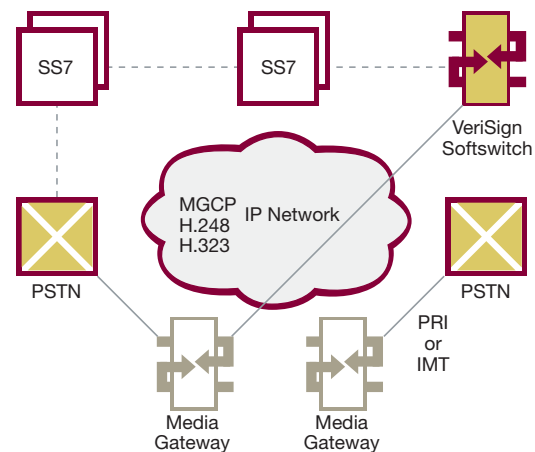 SS7
SS7
VeriSign
Softswitch
MGCP
H.248
H.323
IP Network
PSTN
PSTN
PRI
or
IMT
Media
Gateway
Media
Gateway